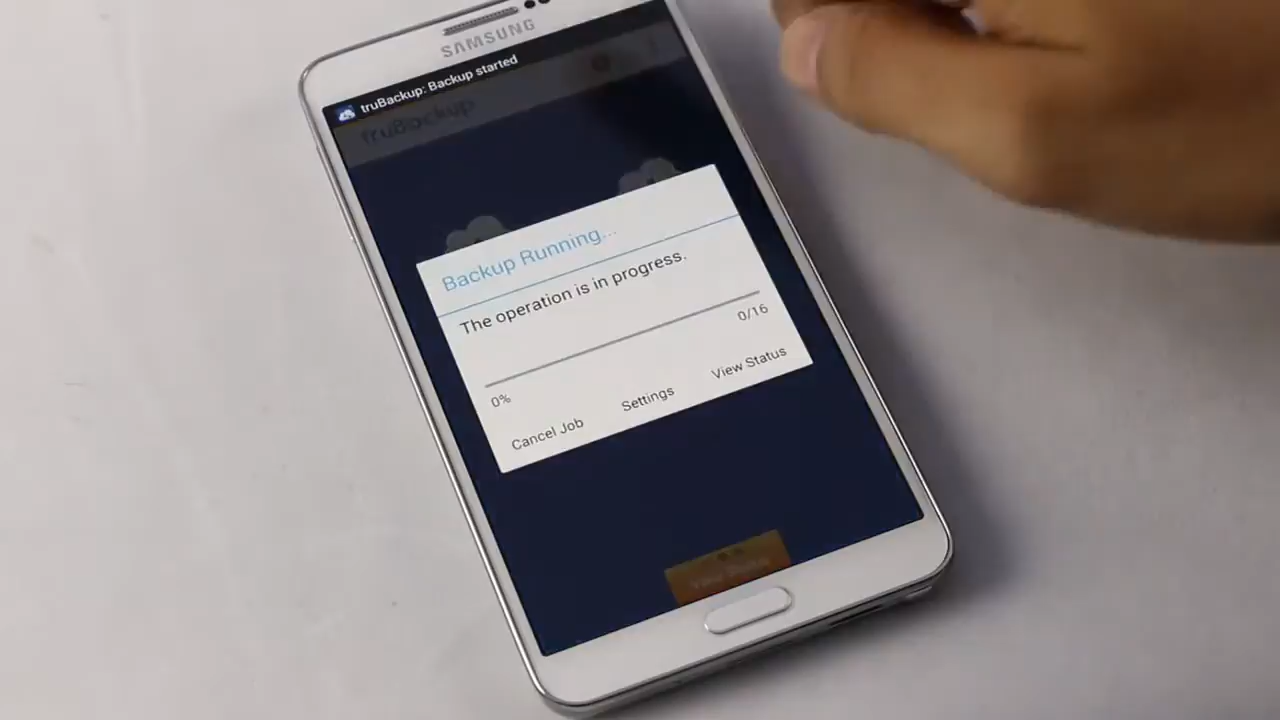 SAMSUNG
truBackup: Backup started
truBackup
Backup Running...
The operation is in progress.
0/16
0%
Cancel Job
Settings
View Status